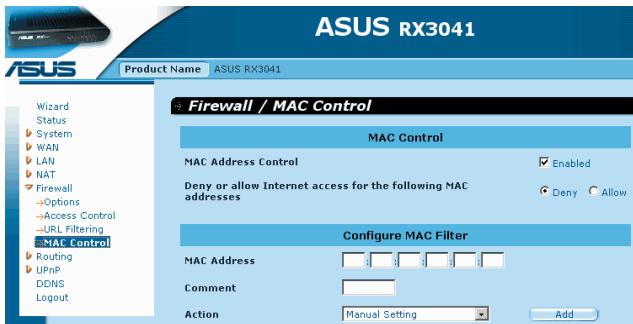 ASUS RX3041
ASUS
Product Name ASUS RX3041
Wizard
Status
System
WAN
LAN
NAT
Firewall
Options
Access Control
URL Filtering
MAC Control
Routing
UPnP
DDNS
Logout
Firewall / MAC Control
MAC Control
MAC Address Control Enabled
Deny or allow Internet access for the following MAC
addresses
Deny Allow
Configure MAC Filter
MAC Address : : : : :
Comment
Action Manual Setting Add